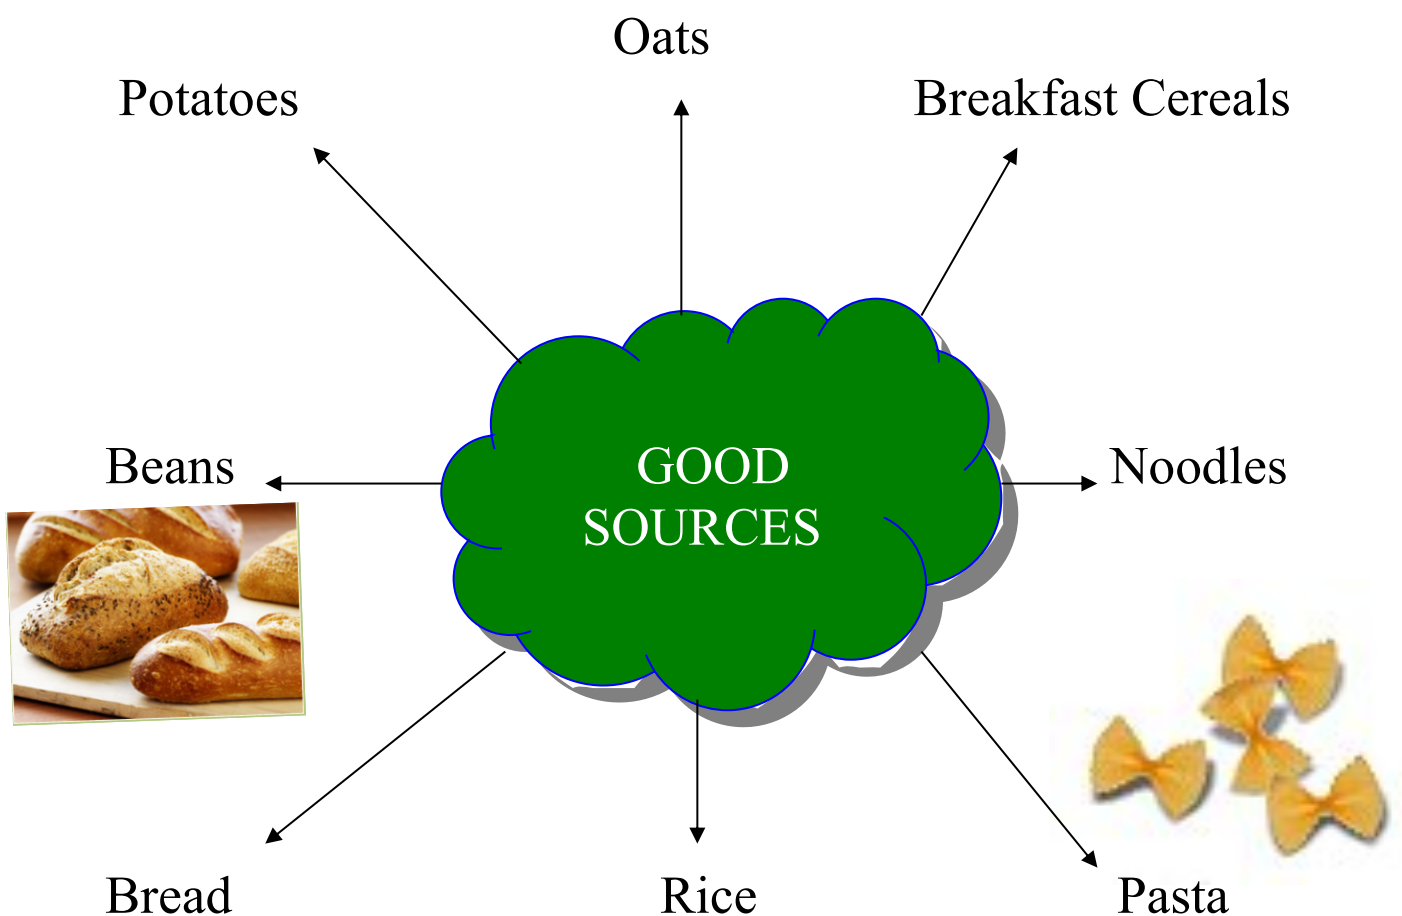 Oats
Potatoes
Breakfast Cereals
Beans
GOOD
SOURCES
Noodles
Bread
Rice
Pasta